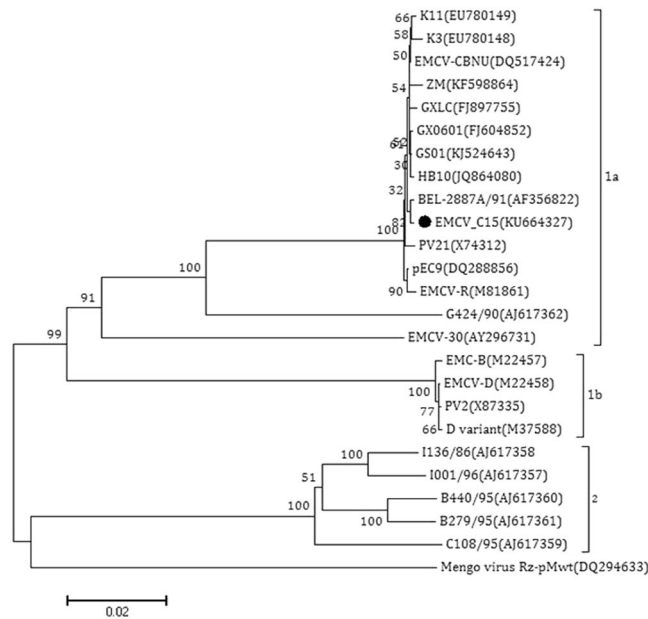 66 K11(EU780149)
58 K3(EU780148)
50 EMCV-CBNU(DQ517424)
ZM(KF598864)
54
GXLC(FJ897755)
GX0601(FJ604852)
52
61
GS01(KJ524643)
30 HB10(JQ864080)
1a
32
BEL-2887A/91(AF356822)
82 EMCV_C15(KU664327)
100
PV21(X74312)
100
pEC9(DQ288856)
90 EMCV-R(M81861)
91
G424/90(AJ617362)
99
EMCV-30(AY296731)
EMC-B(M22457)
100 EMCV-D(M22458)
1b
PV2(X87335)
77
66 D variant(M37588)
I136/86(AJ617358
100
I001/96(AJ617357)
51
B440/95(AJ617360)
2
100
100 B279/95(AJ617361)
C108/95(AJ617359)
Mengo virus Rz-pMwt(DQ294633)
0.02